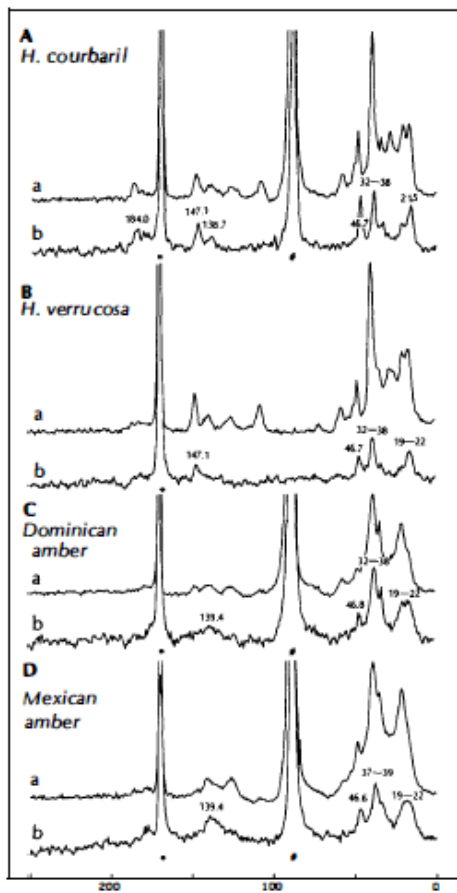 A
H. courbaril
a
32—38
147.1
184.0
138.7
46.7
21.5
b
B
H. verrucosa
a
32—38
147.1
46.7
19—22
b
C
Dominican
amber
a
32—38
139.4
46.8
19—22
b
D
Mexican
amber
a
37—39
139.4
46.6
19—22
b
200
100
0